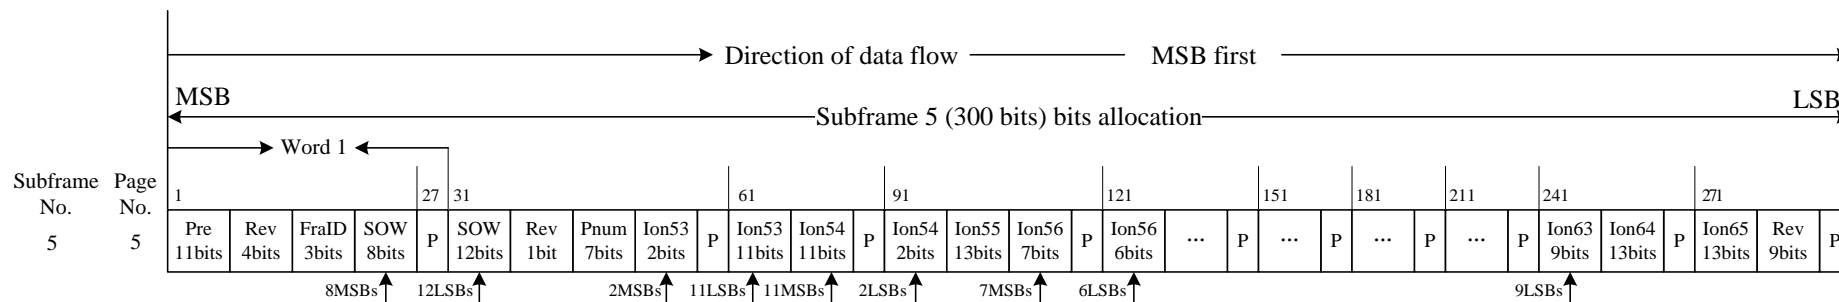 Direction of data flow MSB first
MSB LSB
Subframe 5 (300 bits) bits allocation
Word 1
Subframe No. Page No. 1 27 31 61 91 121 151 181 211 241 271
5 5 Pre 11bits Rev 4bits FraID 3bits SOW 8bits P SOW 12bits Rev 1bit Pnum 7bits Ion53 2bits P Ion53 11bits Ion54 11bits P Ion54 2bits Ion55 13bits Ion56 7bits P Ion56 6bits ... P ... P ... P ... P Ion63 9bits Ion64 13bits P Ion65 13bits Rev 9bits P
8MSBs 12LSBs 2MSBs 11LSBs 11MSBs 2LSBs 7MSBs 6LSBs 9LSBs